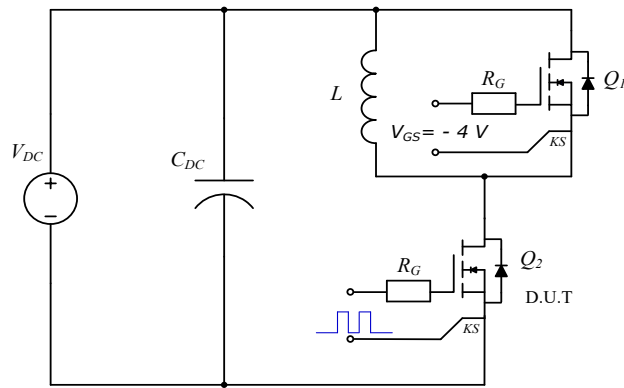 R_G
Q_1
L
V_GS= - 4 V
KS
V_DC
C_DC
R_G
Q_2
D.U.T
KS